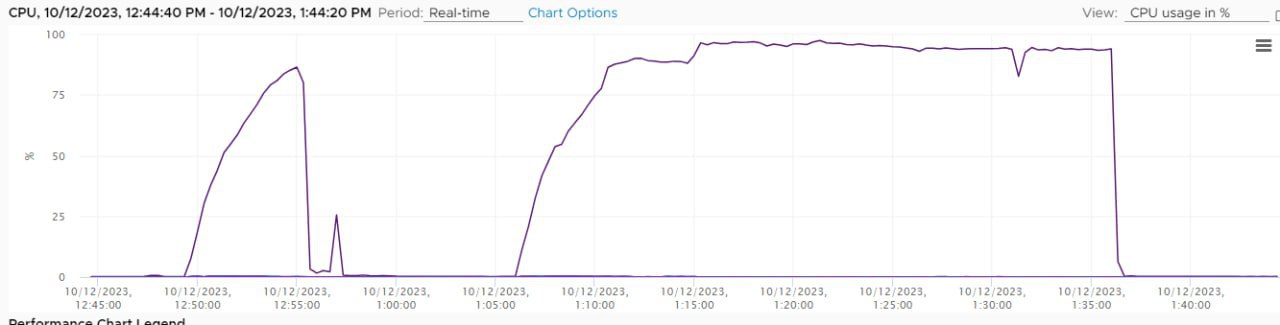 CPU, 10/12/2023, 12:44:40 PM - 10/12/2023, 1:44:20 PM Period: Real-time Chart Options View: CPU usage in %
100
75
50
25
0
%
10/12/2023, 10/12/2023, 10/12/2023, 10/12/2023, 10/12/2023, 10/12/2023, 10/12/2023, 10/12/2023, 10/12/2023, 10/12/2023, 10/12/2023, 10/12/2023,
12:45:00 12:50:00 12:55:00 1:00:00 1:05:00 1:10:00 1:15:00 1:20:00 1:25:00 1:30:00 1:35:00 1:40:00
Performance Chart Legend